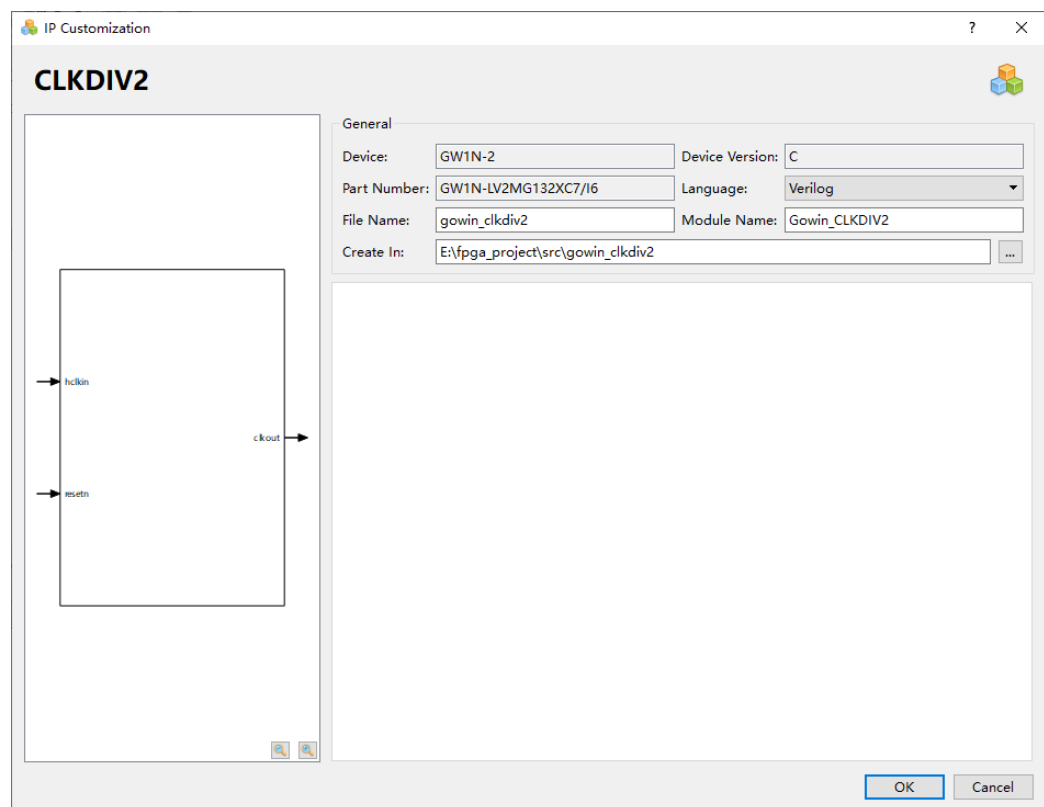 IP Customization
?
CLKDIV2
General
Device: GW1N-2 Device Version: C
Part Number: GW1N-LV2MG132XC7/I6 Language: Verilog
File Name: gowin_clkdiv2 Module Name: Gowin_CLKDIV2
Create In: E:\fpga_project\src\gowin_clkdiv2 ...
hclkin
clkout
resetn
OK Cancel